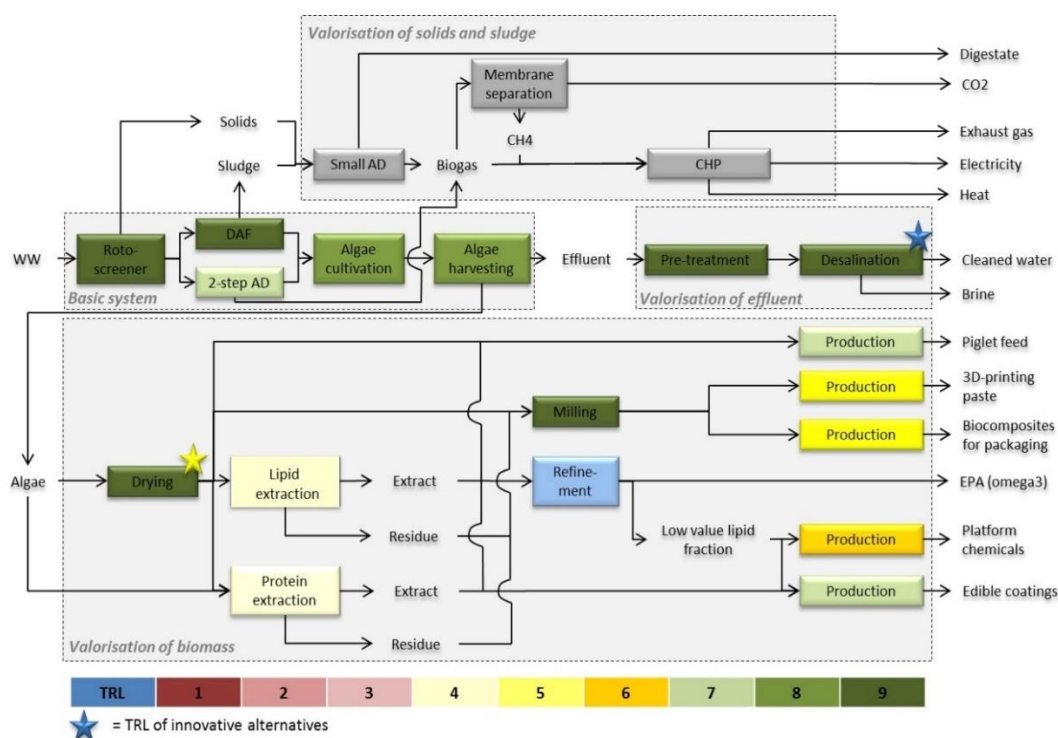 Valorisation of solids and sludge
Digestate
Membrane
separation
CO2
Solids
CH4
Exhaust gas
Sludge
Small AD
Biogas
CHP
Electricity
Heat
WW
Roto-
screener
DAF
2-step AD
Algae
cultivation
Algae
harvesting
Effluent
Pre-treatment
Desalination
Cleaned water
Basic system
Valorisation of effluent
Brine
Production
Piglet feed
Production
3D-printing
paste
Milling
Production
Biocomposites
for packaging
Algae
Drying
Lipid
extraction
Extract
Refine-
ment
EPA (omega3)
Residue
Low value lipid
fraction
Production
Platform
chemicals
Protein
extraction
Extract
Production
Edible coatings
Residue
Valorisation of biomass
TRL 1 2 3 4 5 6 7 8 9
= TRL of innovative alternatives